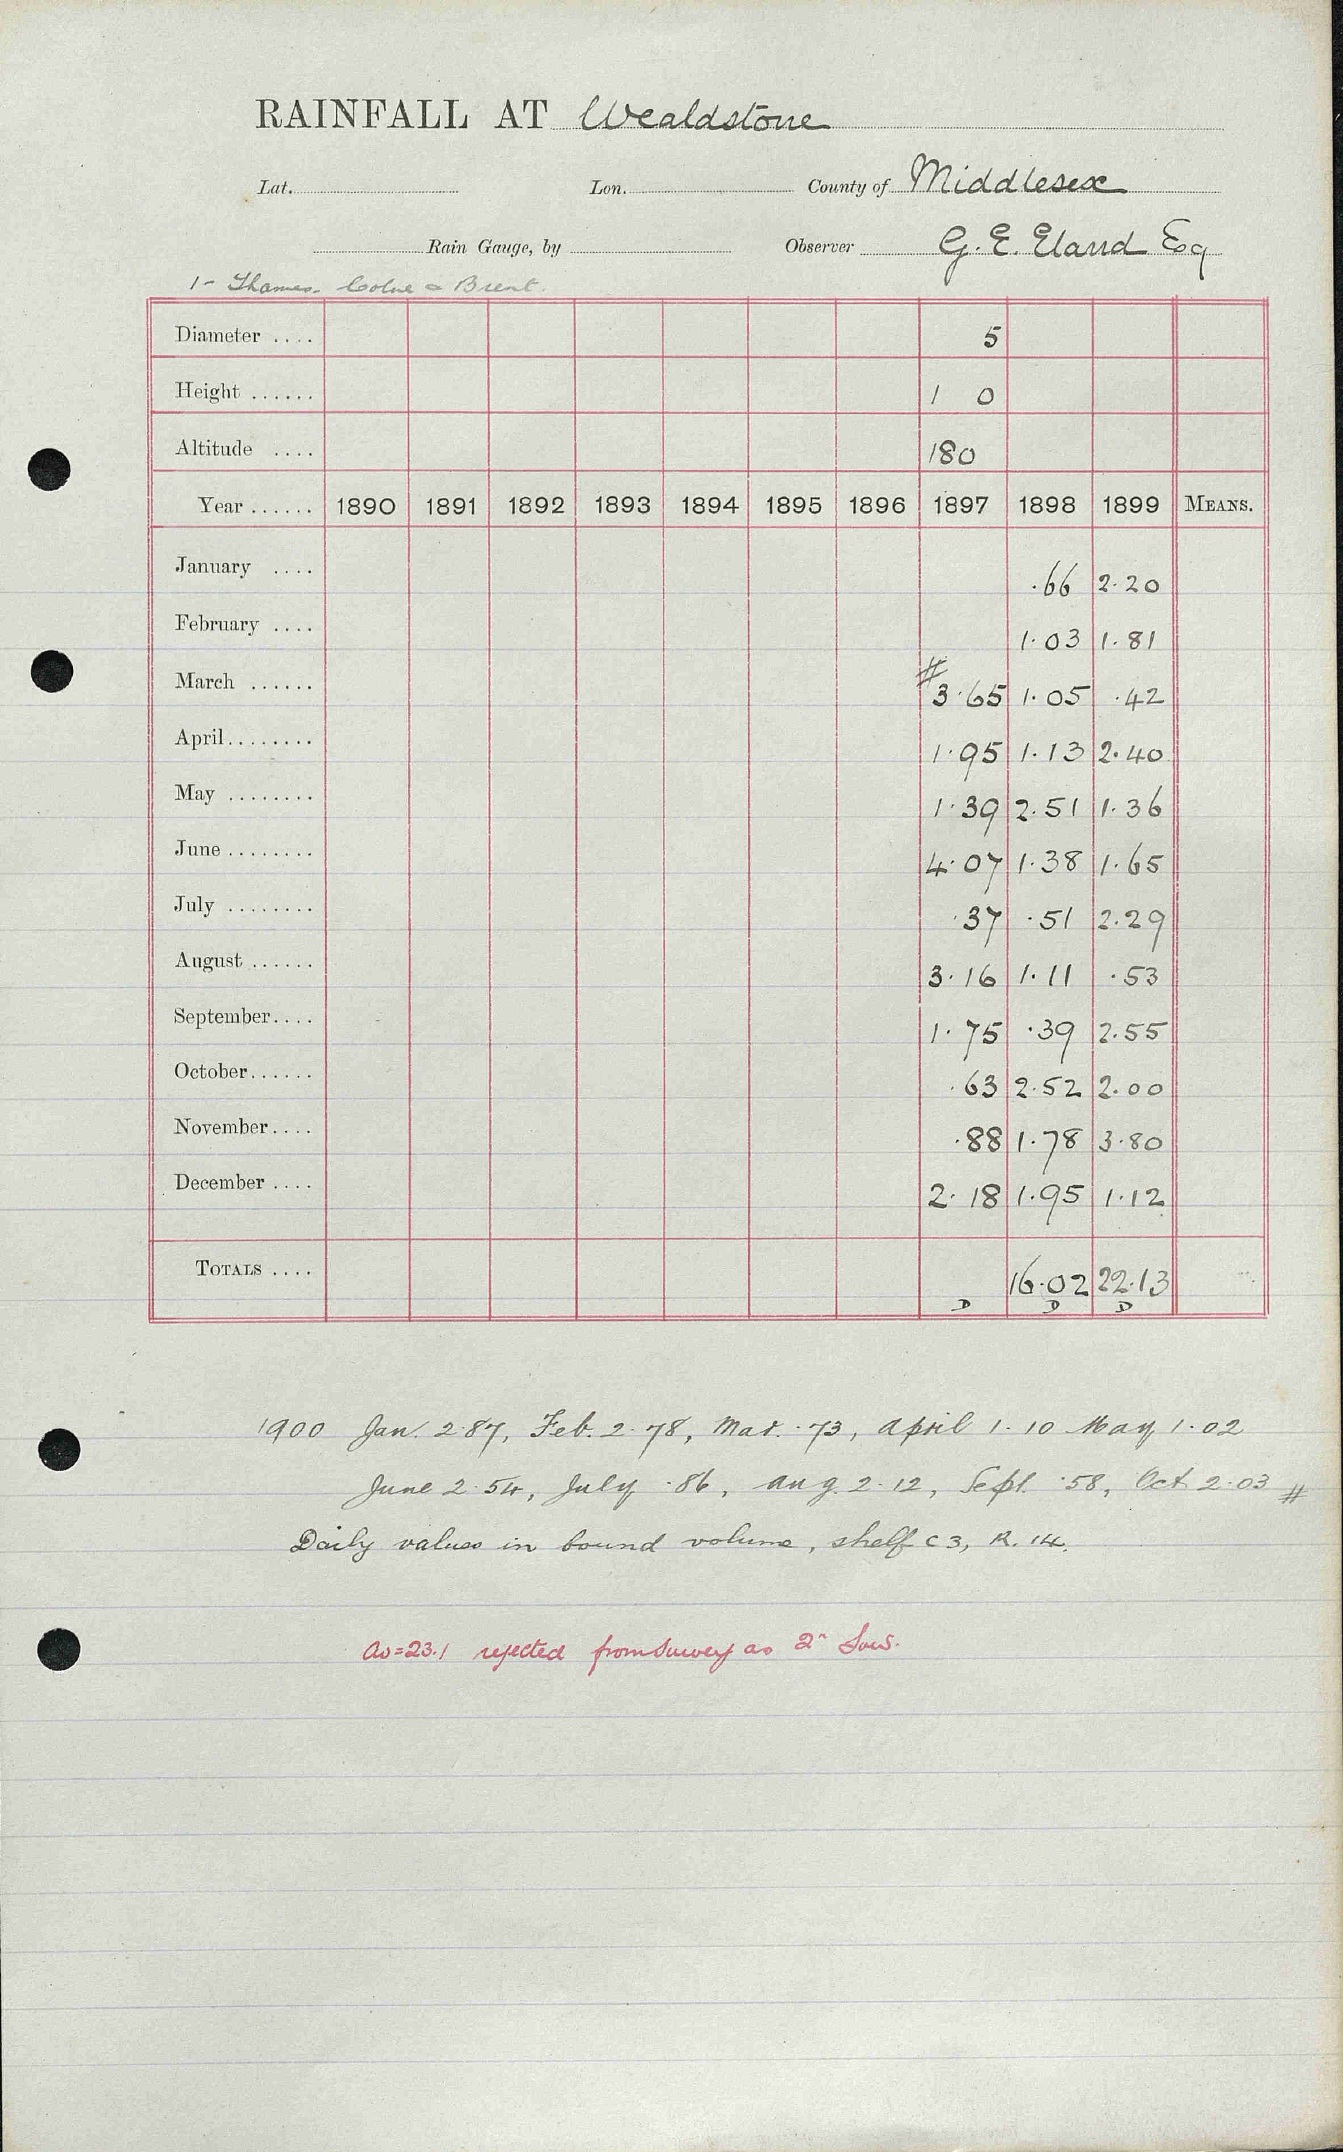 RAINFALL AT Wealdstone
Lat. Lon. County of Middlesex
Rain Gauge, by Observer G. E. Eland Esq
1- Thames. Colne & Brent.
Diameter .... 5
Height ...... 1 0
Altitude .... 180
Year ...... 1890 1891 1892 1893 1894 1895 1896 1897 1898 1899 MEANS.
January .... .66 2.20
February .... 1.03 1.81
March ...... # 3.65 1.05 .42
April ........ 1.95 1.13 2.40
May ........ 1.39 2.51 1.36
June ........ 4.07 1.38 1.65
July ........ .37 .51 2.29
August ...... 3.16 1.11 .53
September.... 1.75 .39 2.55
October...... .63 2.52 2.00
November.... .88 1.78 3.80
December .... 2.18 1.95 1.12
TOTALS .... 16.02 22.13
D D D
1900 Jan. 2.87, Feb. 2.78, Mar. .73, April 1.10 May 1.02
June 2.54, July .86, Aug. 2.12, Sept. .58, Oct 2.03 #
Daily values in bound volume, shelf C3, R. 14.
Av=23.1 rejected from Survey as 2"